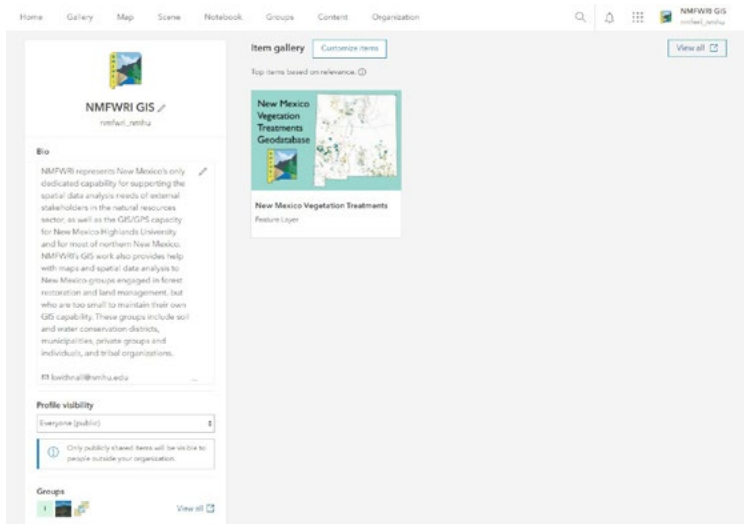 Home Gallery Map Scene Notebook Groups Content Organization
NMFWRI GIS
nmfwri_nmhu
NMFWRI GIS
nmfwri_nmhu
Bio
NMFWRI represents New Mexico's only
dedicated capability for supporting the
spatial data analysis needs of external
stakeholders in the natural resources
sector, as well as the GIS/GPS capacity
for New Mexico Highlands University
and for most of northern New Mexico.
NMFWRI's GIS work also provides help
with maps and spatial data analysis to
New Mexico groups engaged in forest
restoration and land management, but
who are too small to maintain their own
GIS capability. These groups include soil
and water conservation districts,
municipalities, private groups and
individuals, and tribal organizations.
kwithnall@nmhu.edu
...
Profile visibility
Everyone (public)
Only publicly shared items will be visible to
people outside your organization.
Groups
View all
Item gallery
Customize items
View all
Top items based on relevance.
New Mexico
Vegetation
Treatments
Geodatabase
New Mexico Vegetation Treatments
Feature Layer